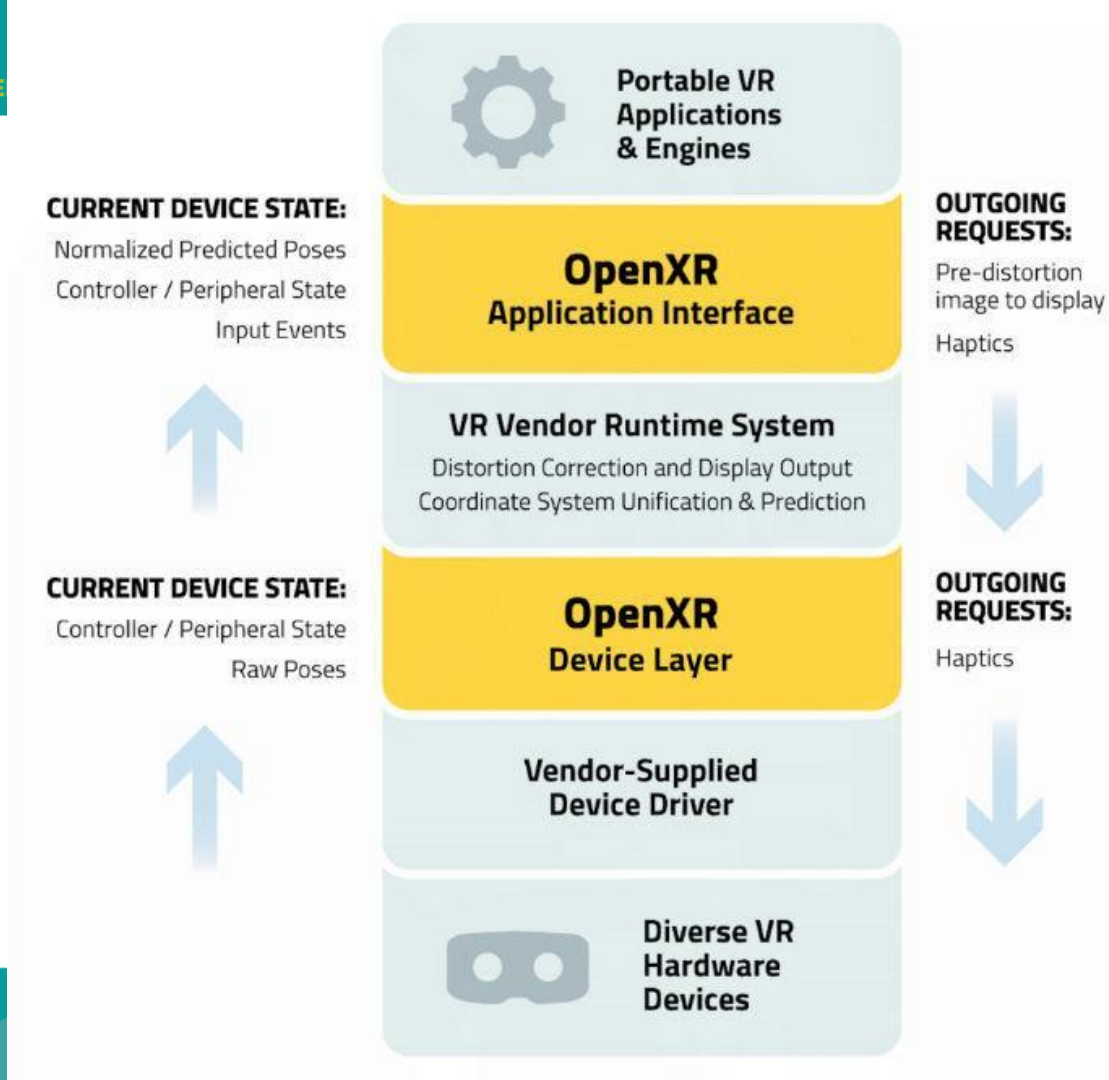 Portable VR
Applications
& Engines
CURRENT DEVICE STATE:
Normalized Predicted Poses
Controller / Peripheral State
Input Events
OpenXR
Application Interface
OUTGOING
REQUESTS:
Pre-distortion
image to display
Haptics
VR Vendor Runtime System
Distortion Correction and Display Output
Coordinate System Unification & Prediction
CURRENT DEVICE STATE:
Controller / Peripheral State
Raw Poses
OpenXR
Device Layer
OUTGOING
REQUESTS:
Haptics
Vendor-Supplied
Device Driver
Diverse VR
Hardware
Devices